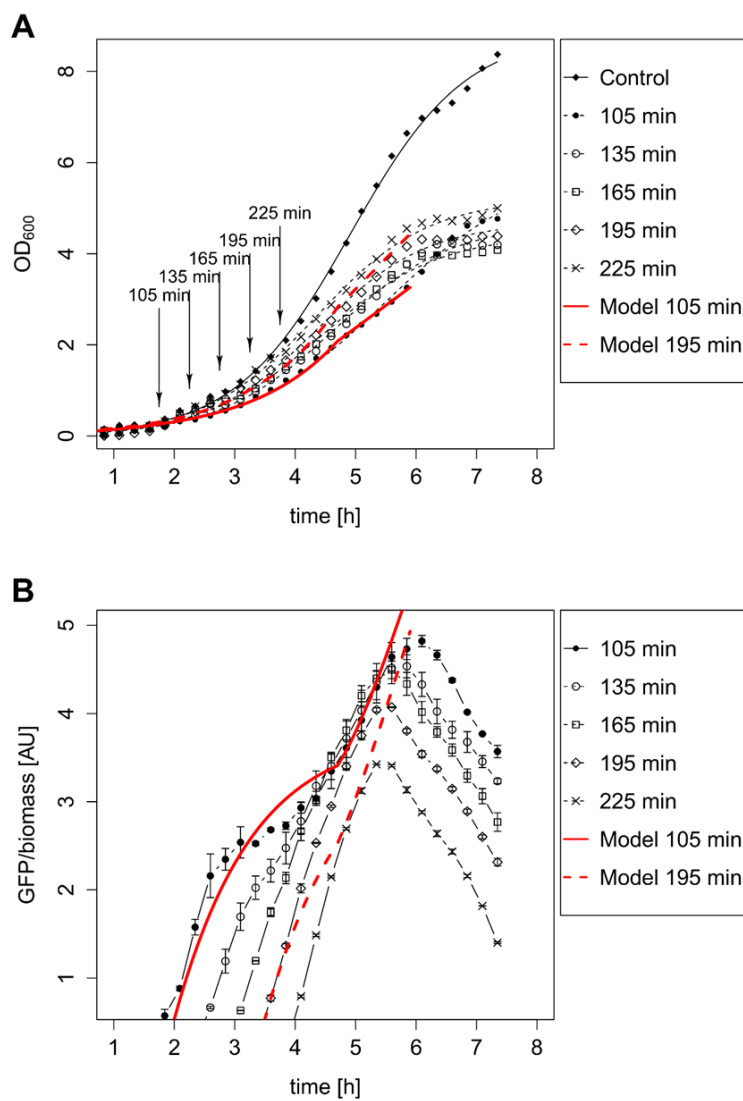 A
OD600
8
6
4
2
0
105 min
135 min
165 min
195 min
225 min
1 2 3 4 5 6 7 8
time [h]
Control
105 min
135 min
165 min
195 min
225 min
Model 105 min
Model 195 min
B
GFP/biomass [AU]
5
4
3
2
1
1 2 3 4 5 6 7 8
time [h]
105 min
135 min
165 min
195 min
225 min
Model 105 min
Model 195 min